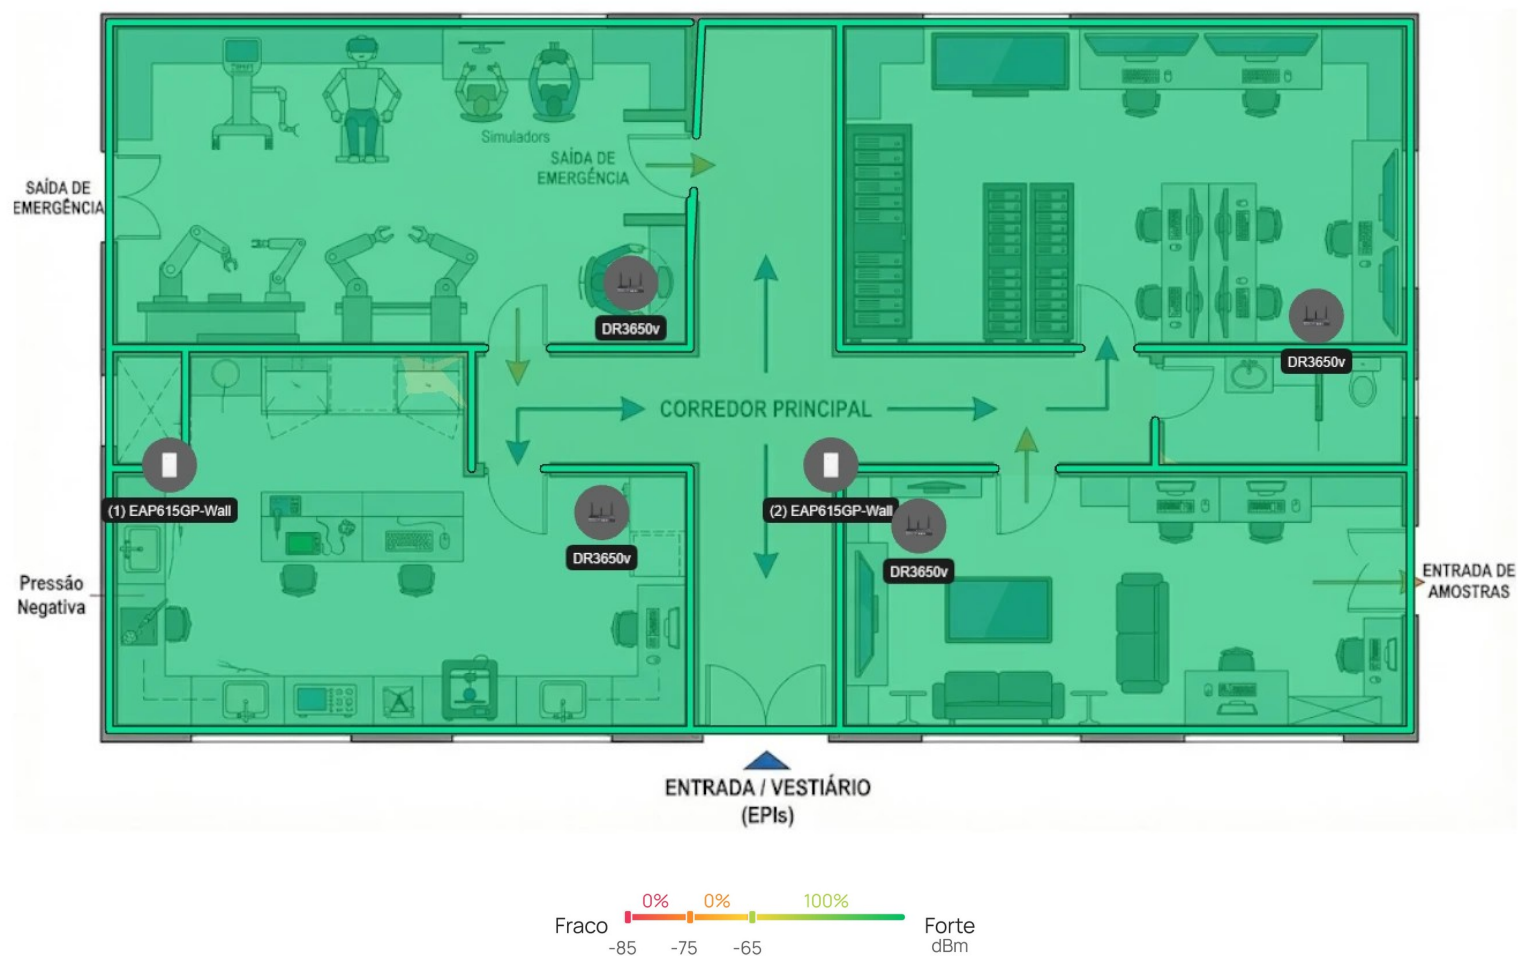 Simuladors
SAÍDA DE
EMERGÊNCIA
SAÍDA DE
EMERGÊNCIA
DR3650v
DR3650v
CORREDOR PRINCIPAL
(1) EAP615GP-Wall
(2) EAP615GP-Wall
DR3650v
DR3650v
Pressão
Negativa
ENTRADA DE
AMOSTRAS
ENTRADA / VESTIÁRIO
(EPIs)
0% 0% 100%
Fraco Forte
-85 -75 -65 dBm